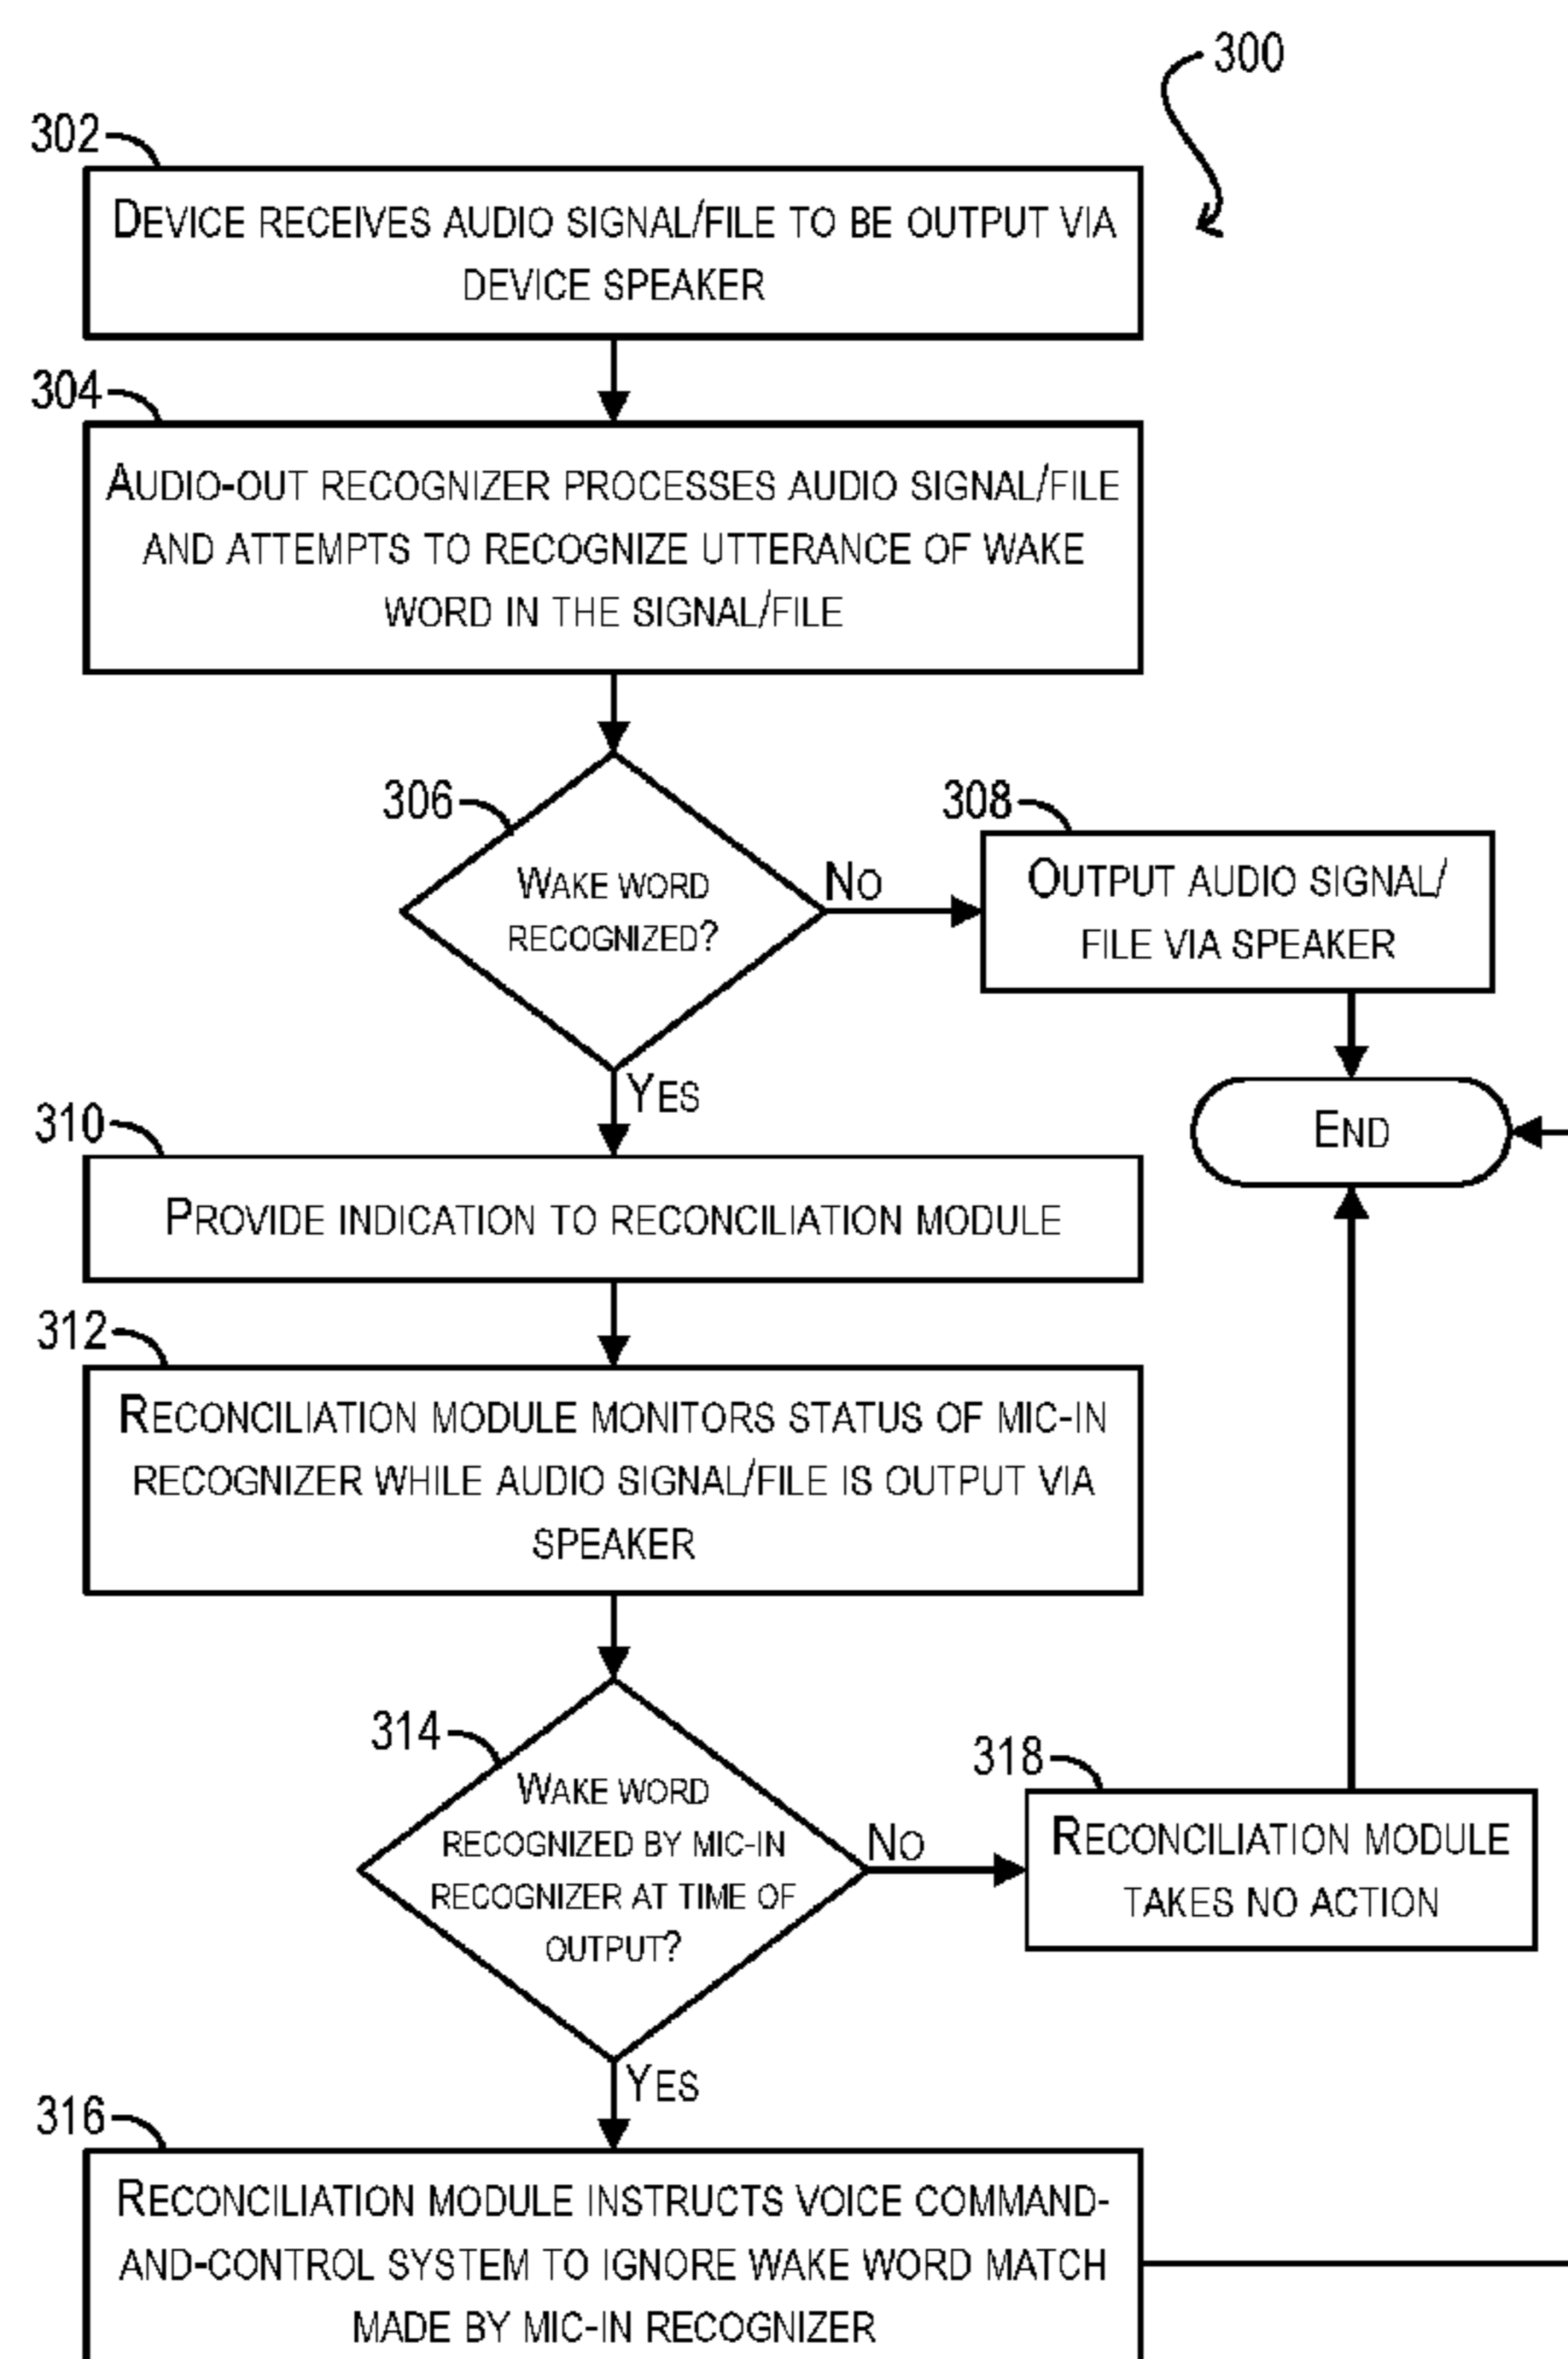 300
302
Device receives audio signal/file to be output via
device speaker
304
Audio-out recognizer processes audio signal/file
and attempts to recognize utterance of wake
word in the signal/file
306
Wake word
recognized?
No
308
Output audio signal/
file via speaker
Yes
End
310
Provide indication to reconciliation module
312
Reconciliation module monitors status of mic-in
recognizer while audio signal/file is output via
speaker
314
Wake word
recognized by mic-in
recognizer at time of
output?
No
318
Reconciliation module
takes no action
Yes
316
Reconciliation module instructs voice command-
and-control system to ignore wake word match
made by mic-in recognizer